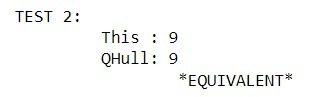 TEST 2:
This : 9
QHull: 9
*EQUIVALENT*